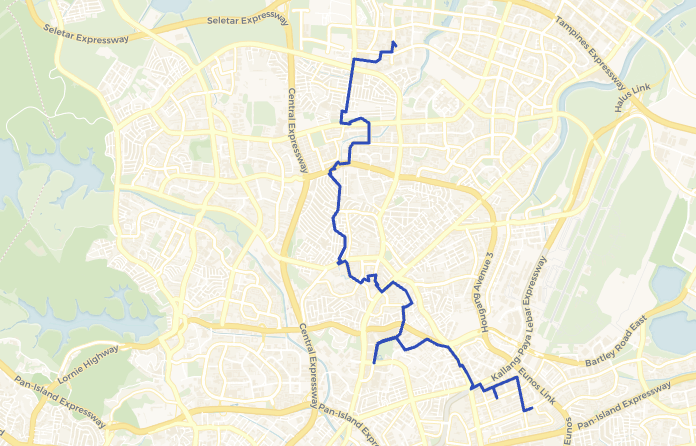 Seletar Expressway
Seletar Expressway
Tampines Expressway
Halus Link
Central Expressway
Hougang Avenue 3
Kallang-Paya Lebar Expressway
Bartley Road East
Lornie Highway
Central Expressway
Eunos Link
Pan-Island Expressway
Pan-Island Expressway
Pan-Island Expre
Eunos